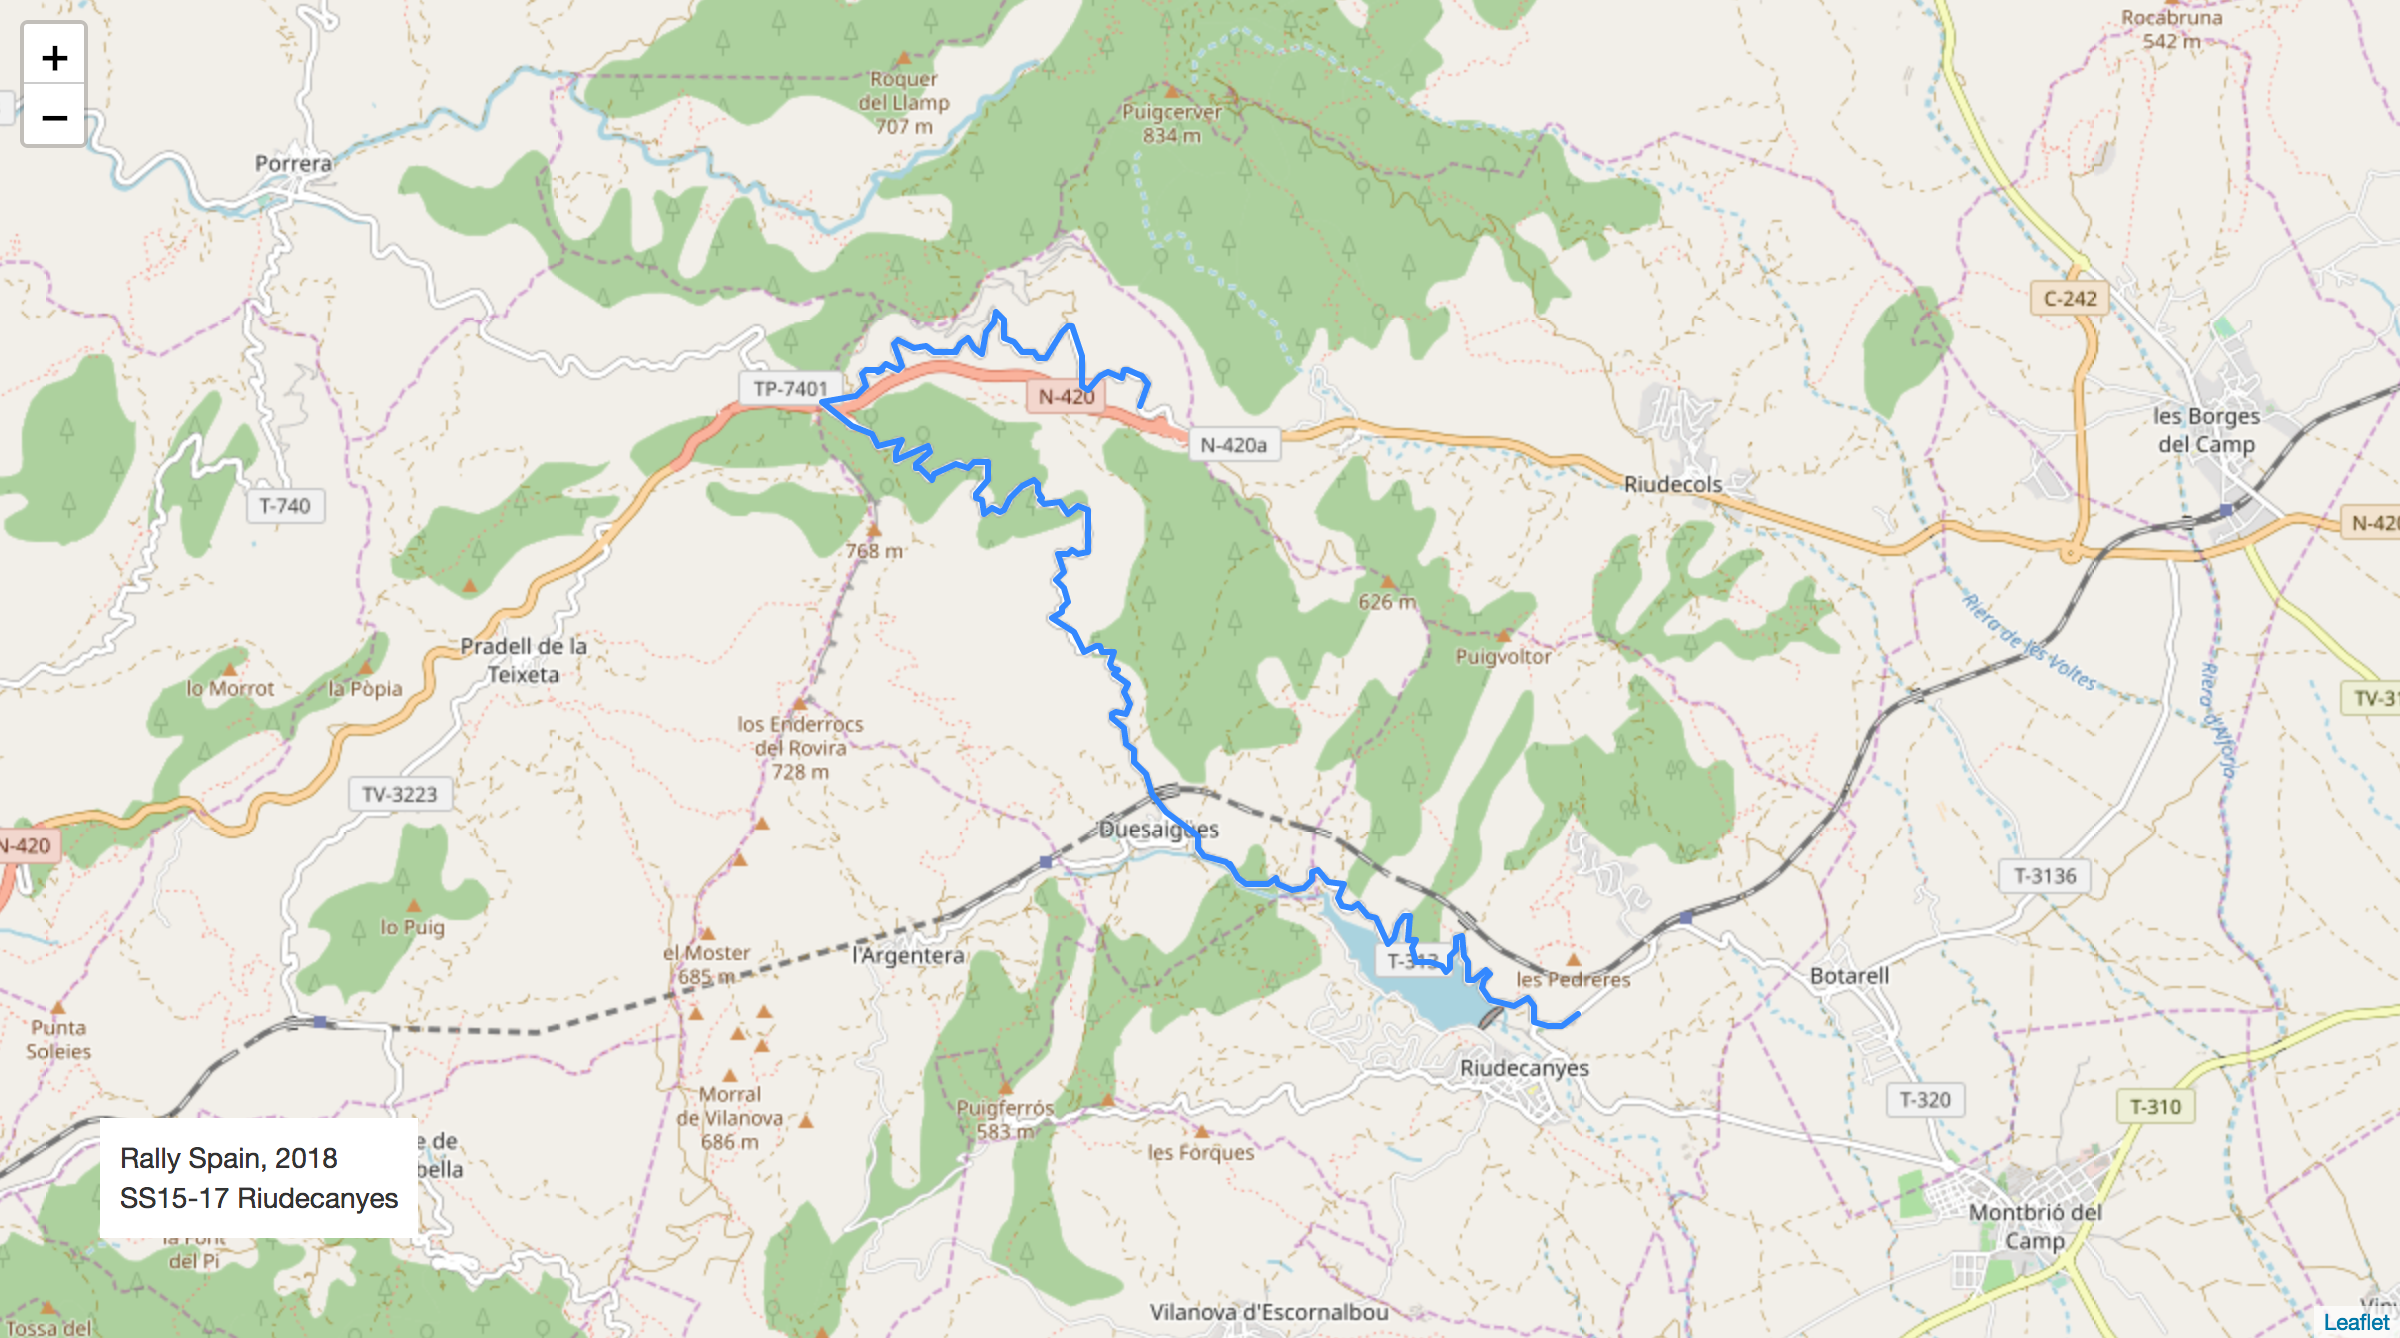 Rocabruna
542 m
+
−
Roquer
del Llamp
707 m
Puigcerver
834 m
Porrera
C-242
TP-7401
N-420
les Borges
del Camp
N-420a
Riudecols
T-740
N-420
768 m
626 m
Riera de les Voltes
Pradell de la
Teixeta
Puigvoltor
lo Morrot
la Pòpia
Riera d'Alforja
TV-31
los Enderrocs
del Rovira
728 m
TV-3223
Duesaigües
N-420
T-3136
lo Puig
el Moster
685 m
l'Argentera
T-313
les Pedreres
Botarell
Punta
Soleies
Riudecanyes
Morral
de Vilanova
686 m
Puigferrós
583 m
T-320
T-310
les Forques
e de
bella
Rally Spain, 2018
SS15-17 Riudecanyes
Montbrió del
Camp
la Font
del Pi
Vilanova d'Escornalbou
Tossa del
Viny
Leaflet